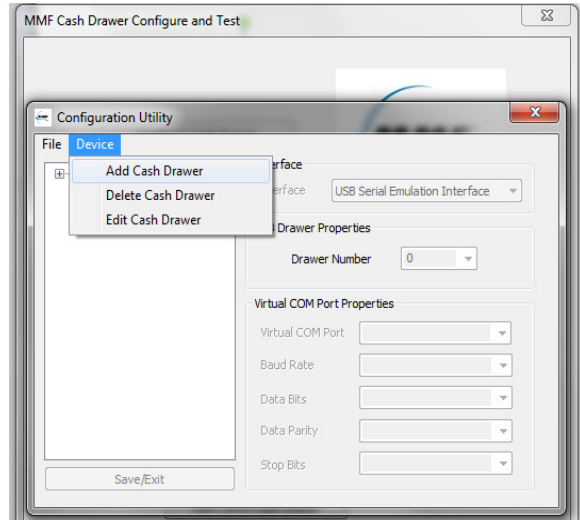 MMF Cash Drawer Configure and Test
Configuration Utility
File Device
Add Cash Drawer
Delete Cash Drawer
Edit Cash Drawer
USB Serial Emulation Interface
Drawer Properties
Drawer Number 0
Virtual COM Port Properties
Virtual COM Port
Baud Rate
Data Bits
Data Parity
Stop Bits
Save/Exit